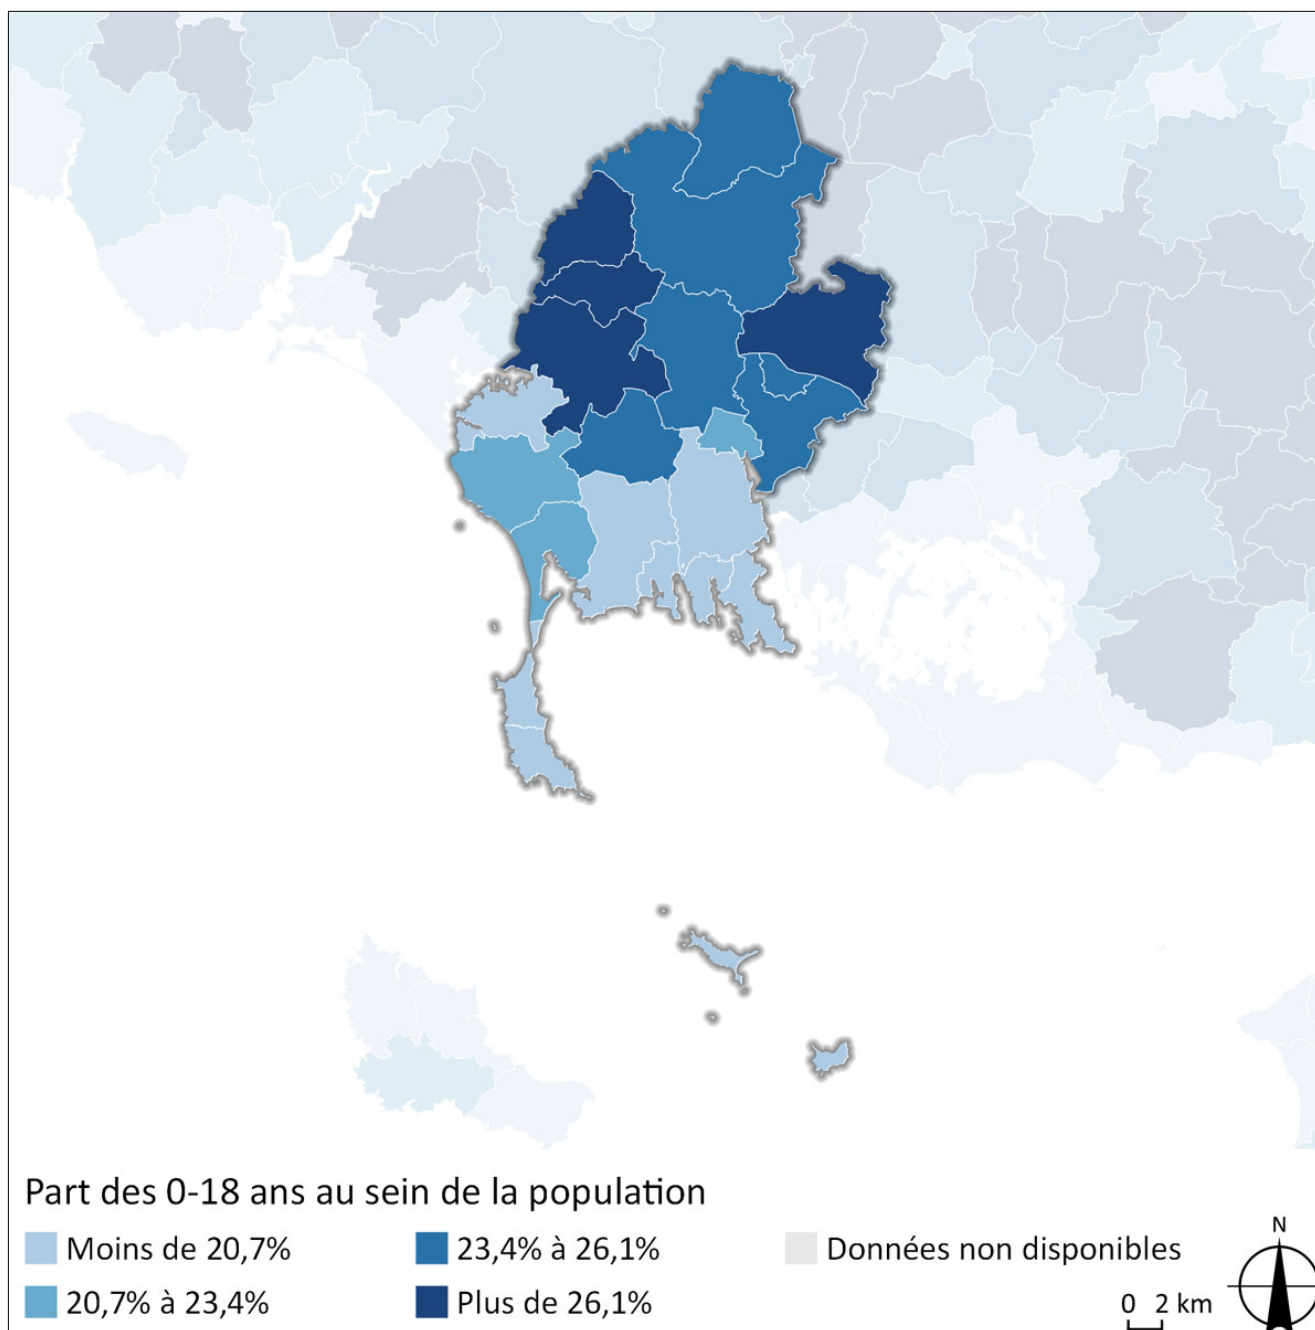 Part des 0-18 ans au sein de la population
Moins de 20,7%
20,7% à 23,4%
23,4% à 26,1%
Plus de 26,1%
Données non disponibles
N
0 2 km